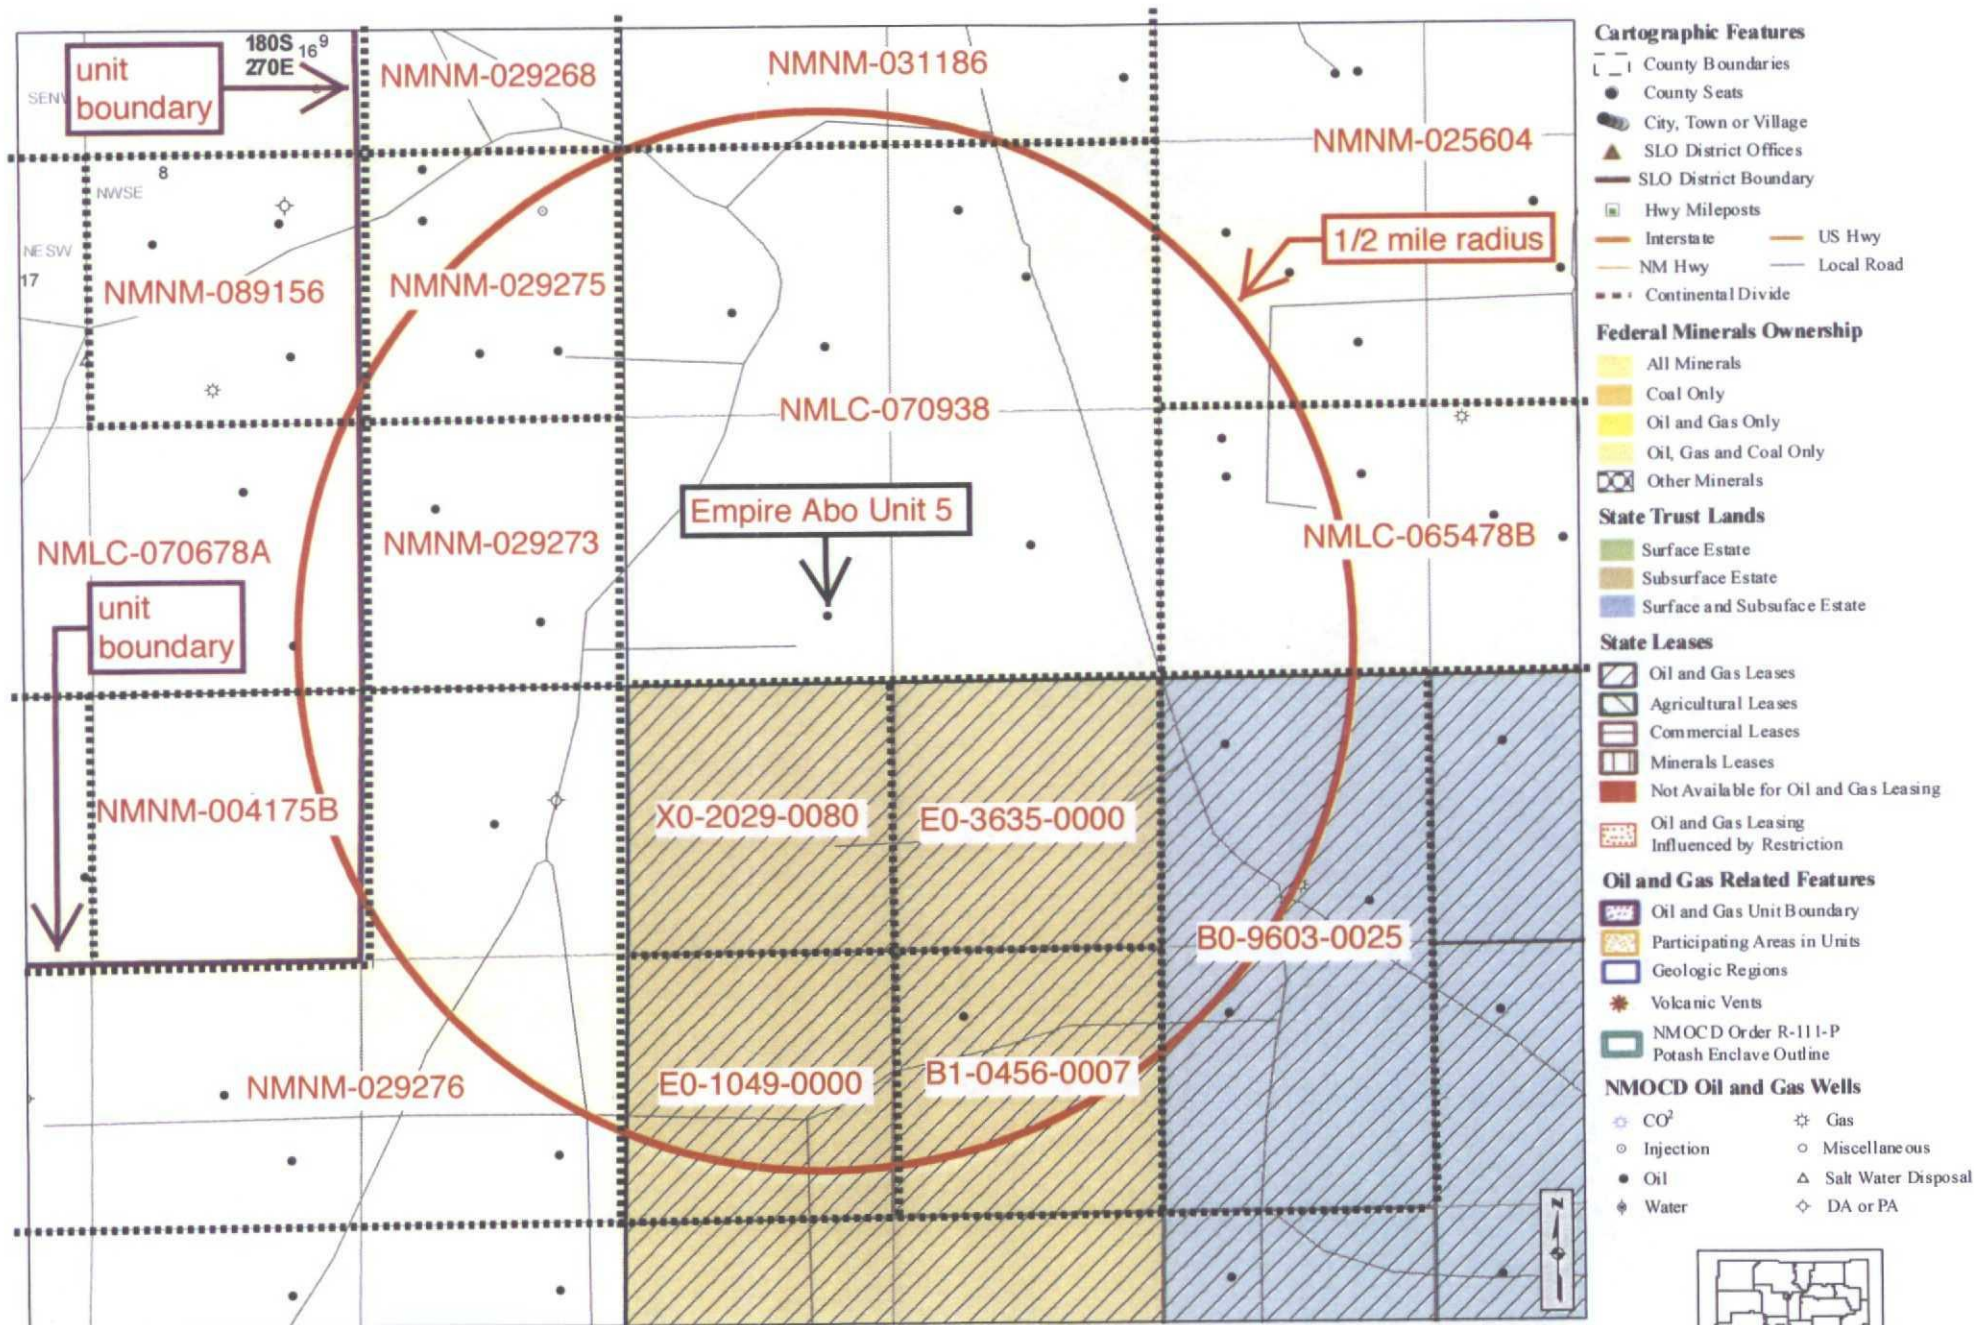 unit
boundary
180S
270E
16
9
SENW
NMNM-029268
NMNM-031186
NMNM-025604
8
NWSE
NESW
17
NMNM-089156
NMNM-029275
1/2 mile radius
NMLC-070938
Empire Abo Unit 5
NMLC-070678A
NMNM-029273
NMLC-065478B
unit
boundary
NMNM-004175B
X0-2029-0080
E0-3635-0000
B0-9603-0025
NMNM-029276
E0-1049-0000
B1-0456-0007
N
Cartographic Features
County Boundaries
County Seats
City, Town or Village
SLO District Offices
SLO District Boundary
Hwy Mileposts
Interstate
US Hwy
NM Hwy
Local Road
Continental Divide
Federal Minerals Ownership
All Minerals
Coal Only
Oil and Gas Only
Oil, Gas and Coal Only
Other Minerals
State Trust Lands
Surface Estate
Subsurface Estate
Surface and Subsuface Estate
State Leases
Oil and Gas Leases
Agricultural Leases
Commercial Leases
Minerals Leases
Not Available for Oil and Gas Leasing
Oil and Gas Leasing
Influenced by Restriction
Oil and Gas Related Features
Oil and Gas Unit Boundary
Participating Areas in Units
Geologic Regions
Volcanic Vents
NMOCD Order R-111-P
Potash Enclave Outline
NMOCD Oil and Gas Wells
CO2
Gas
Injection
Miscellaneous
Oil
Salt Water Disposal
Water
DA or PA